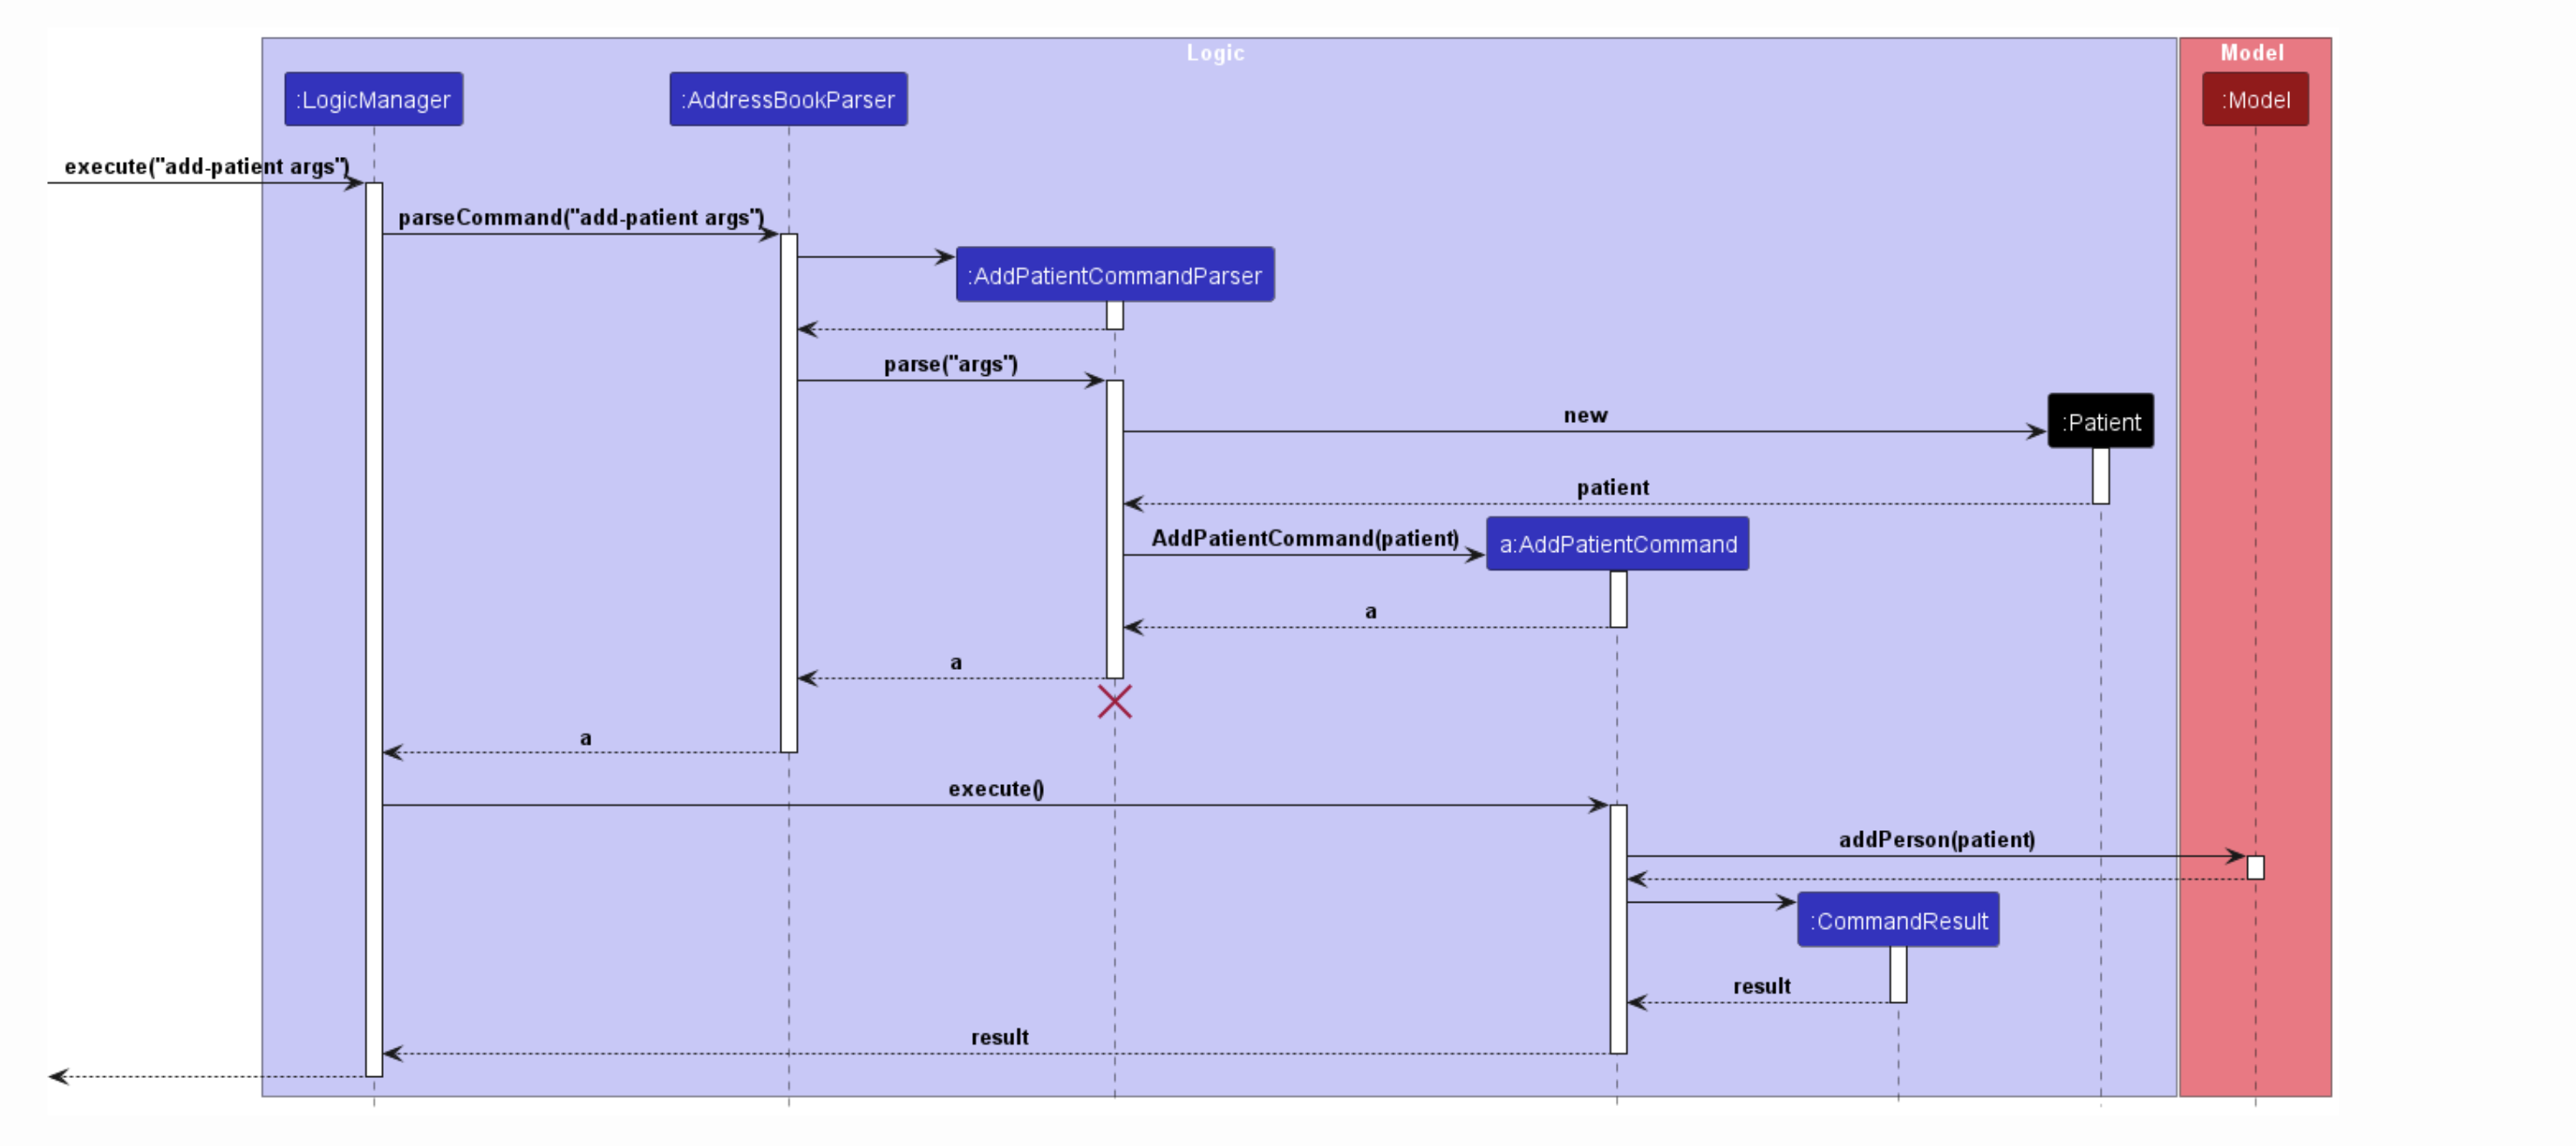 Logic
Model
:LogicManager
:AddressBookParser
:Model
execute("add-patient args")
parseCommand("add-patient args")
:AddPatientCommandParser
parse("args")
new
:Patient
patient
AddPatientCommand(patient)
a:AddPatientCommand
a
a
a
execute()
addPerson(patient)
:CommandResult
result
result